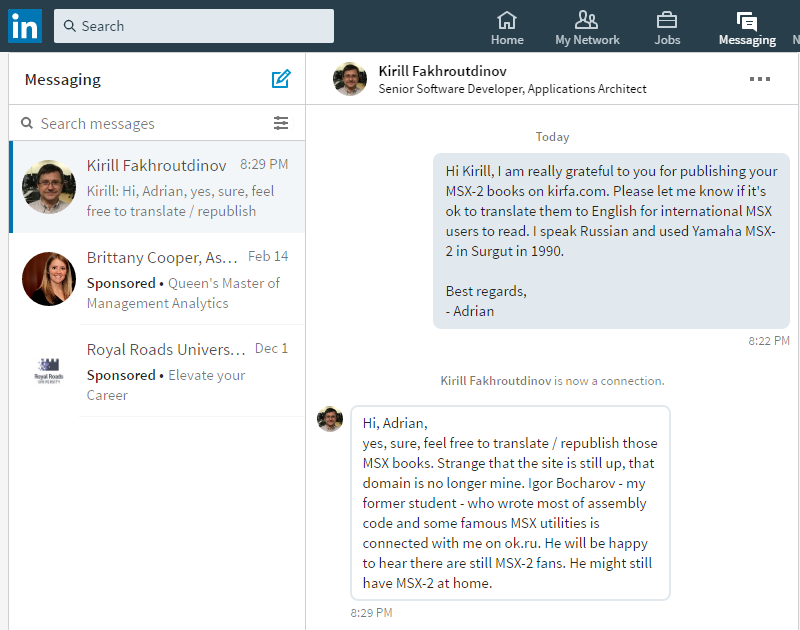 in
Search
Home
My Network
Jobs
Messaging
N
Messaging
Search messages
Kirill Fakhroutdinov 8:29 PM
Kirill: Hi, Adrian, yes, sure, feel
free to translate / republish
Brittany Cooper, As... Feb 14
Sponsored • Queen's Master of
Management Analytics
Royal Roads
UNIVERSITY
Royal Roads Univers... Dec 1
Sponsored • Elevate your
Career
Kirill Fakhroutdinov
Senior Software Developer, Applications Architect
Today
Hi Kirill, I am really grateful to you for publishing your
MSX-2 books on kirfa.com. Please let me know if it's
ok to translate them to English for international MSX
users to read. I speak Russian and used Yamaha MSX-
2 in Surgut in 1990.
Best regards,
- Adrian
8:22 PM
Kirill Fakhroutdinov is now a connection.
Hi, Adrian,
yes, sure, feel free to translate / republish those
MSX books. Strange that the site is still up, that
domain is no longer mine. Igor Bocharov - my
former student - who wrote most of assembly
code and some famous MSX utilities is
connected with me on ok.ru. He will be happy
to hear there are still MSX-2 fans. He might still
have MSX-2 at home.
8:29 PM